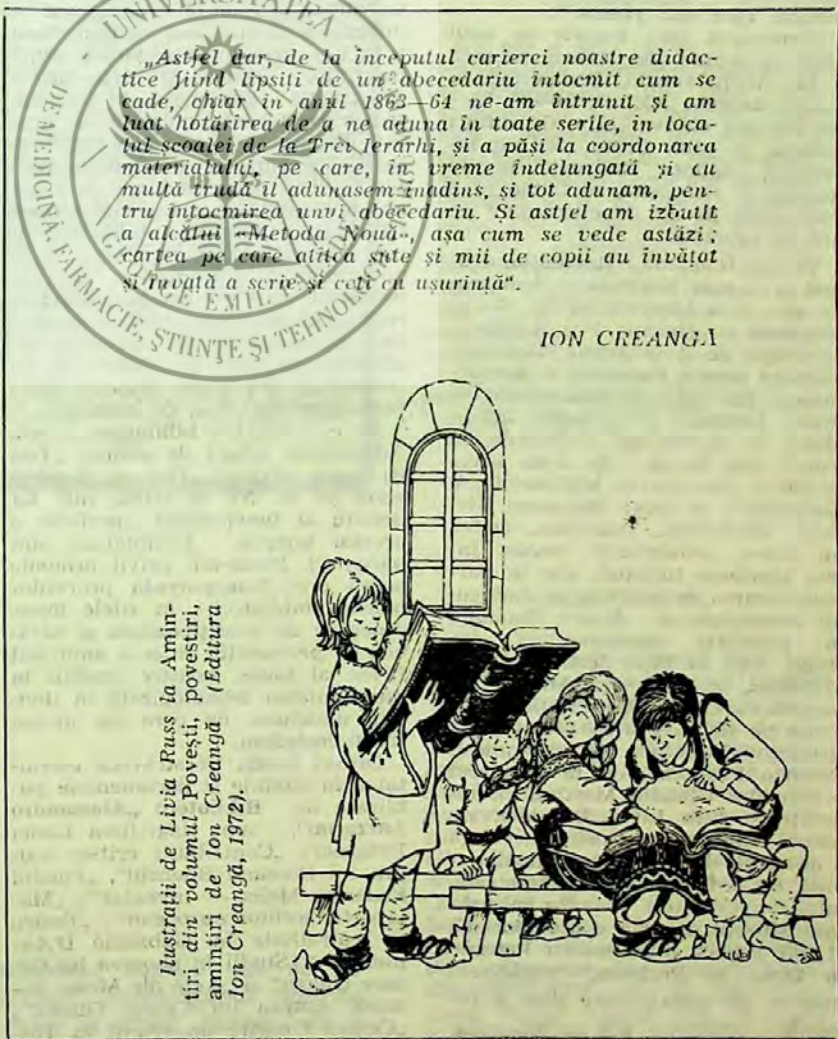 „Astfel dar, de la începutul carierei noastre didac-
tice fiind lipsiți de un abecedariu întocmit cum se
cade, chiar în anul 1863—64 ne-am întrunit și am
luat hotărîrea de a ne aduna în toate serile, în loca-
lul școalei de la Trei Ierarhi, și a păși la coordonarea
materialului, pe care, în vreme îndelungată și cu
multă trudă îl adunasem înadins, și tot adunam, pen-
tru întocmirea unui abecedariu. Și astfel am izbutit
a alcătui «Metoda Nouă», așa cum se vede astăzi;
cartea pe care atîtea sute și mii de copii au învățat
și învață a scrie și ceti cu ușurință“.
ION CREANGĂ
Ilustrații de Livia Russ la Amin-
tiri din volumul Povești, povestiri,
amintiri de Ion Creangă (Editura
Ion Creangă, 1972).
UNIVERSITATEA
DE MEDICINĂ, FARMACIE, ȘTIINȚE ȘI TEHNOLOGIE
GEORGE EMIL